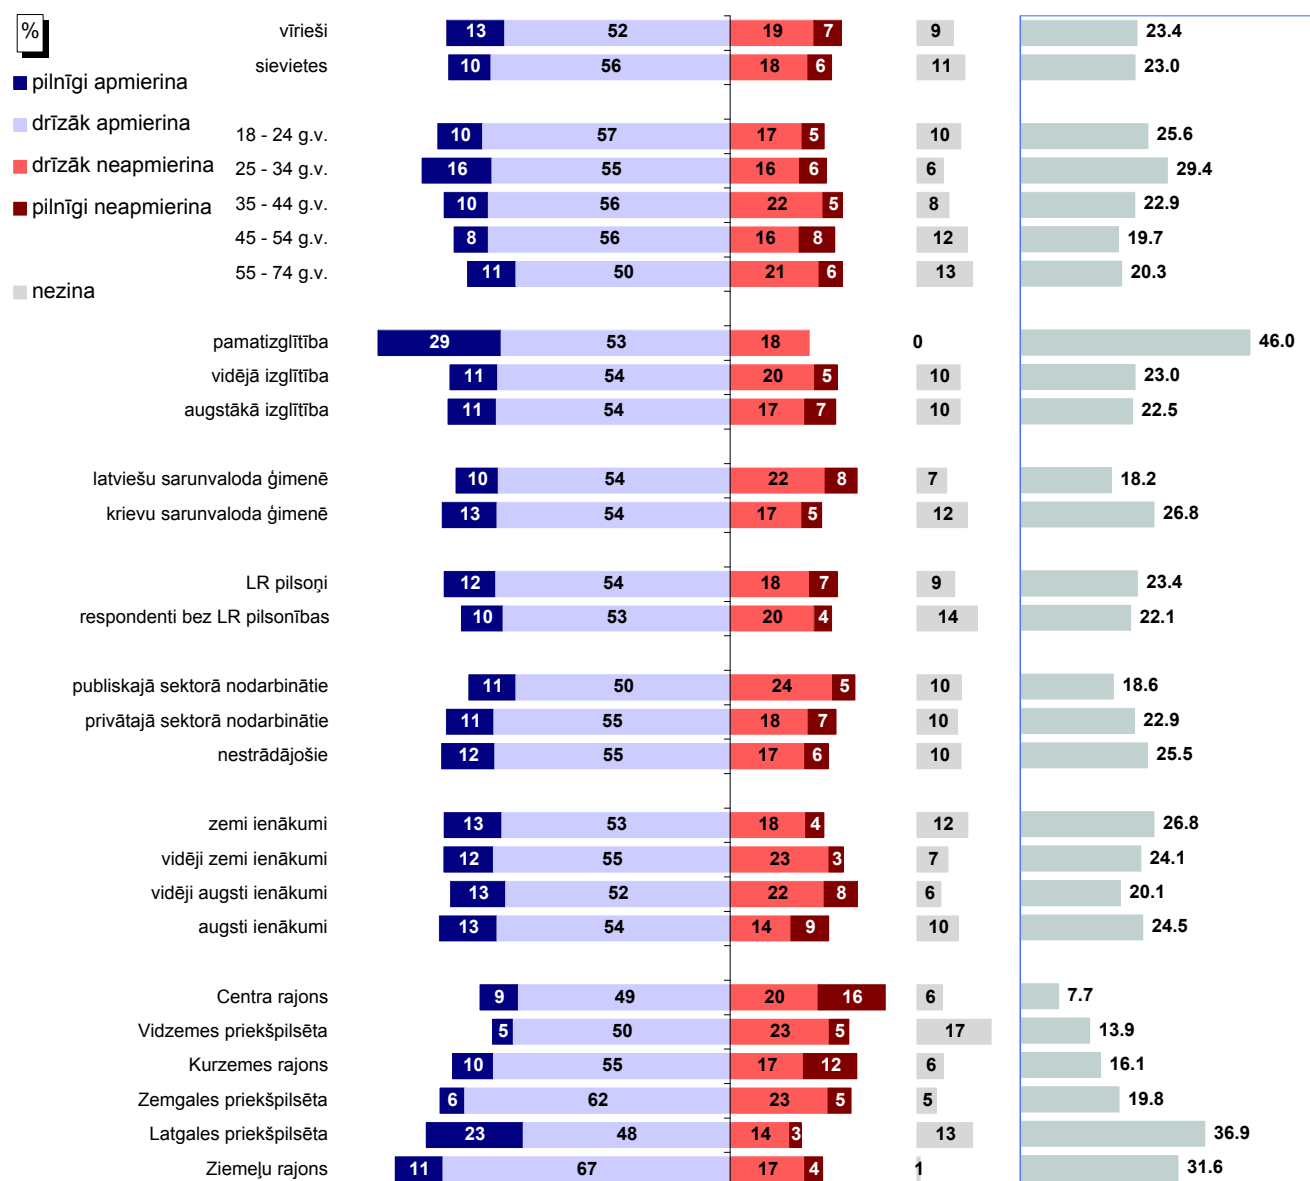 %
pilnīgi apmierina
drīzāk apmierina
drīzāk neapmierina
pilnīgi neapmierina
nezina
vīrieši 13 52 19 7 9 23.4
sievietes 10 56 18 6 11 23.0
18 - 24 g.v. 10 57 17 5 10 25.6
25 - 34 g.v. 16 55 16 6 6 29.4
35 - 44 g.v. 10 56 22 5 8 22.9
45 - 54 g.v. 8 56 16 8 12 19.7
55 - 74 g.v. 11 50 21 6 13 20.3
pamatizglītība 29 53 18 0 46.0
vidējā izglītība 11 54 20 5 10 23.0
augstākā izglītība 11 54 17 7 10 22.5
latviešu sarunvaloda ģimenē 10 54 22 8 7 18.2
krievu sarunvaloda ģimenē 13 54 17 5 12 26.8
LR pilsoņi 12 54 18 7 9 23.4
respondenti bez LR pilsonības 10 53 20 4 14 22.1
publiskajā sektorā nodarbinātie 11 50 24 5 10 18.6
privātajā sektorā nodarbinātie 11 55 18 7 10 22.9
nestrādājošie 12 55 17 6 10 25.5
zemi ienākumi 13 53 18 4 12 26.8
vidēji zemi ienākumi 12 55 23 3 7 24.1
vidēji augsti ienākumi 13 52 22 8 6 20.1
augsti ienākumi 13 54 14 9 10 24.5
Centra rajons 9 49 20 16 6 7.7
Vidzemes priekšpilsēta 5 50 23 5 17 13.9
Kurzemes rajons 10 55 17 12 6 16.1
Zemgales priekšpilsēta 6 62 23 5 5 19.8
Latgales priekšpilsēta 23 48 14 3 13 36.9
Ziemeļu rajons 11 67 17 4 1 31.6